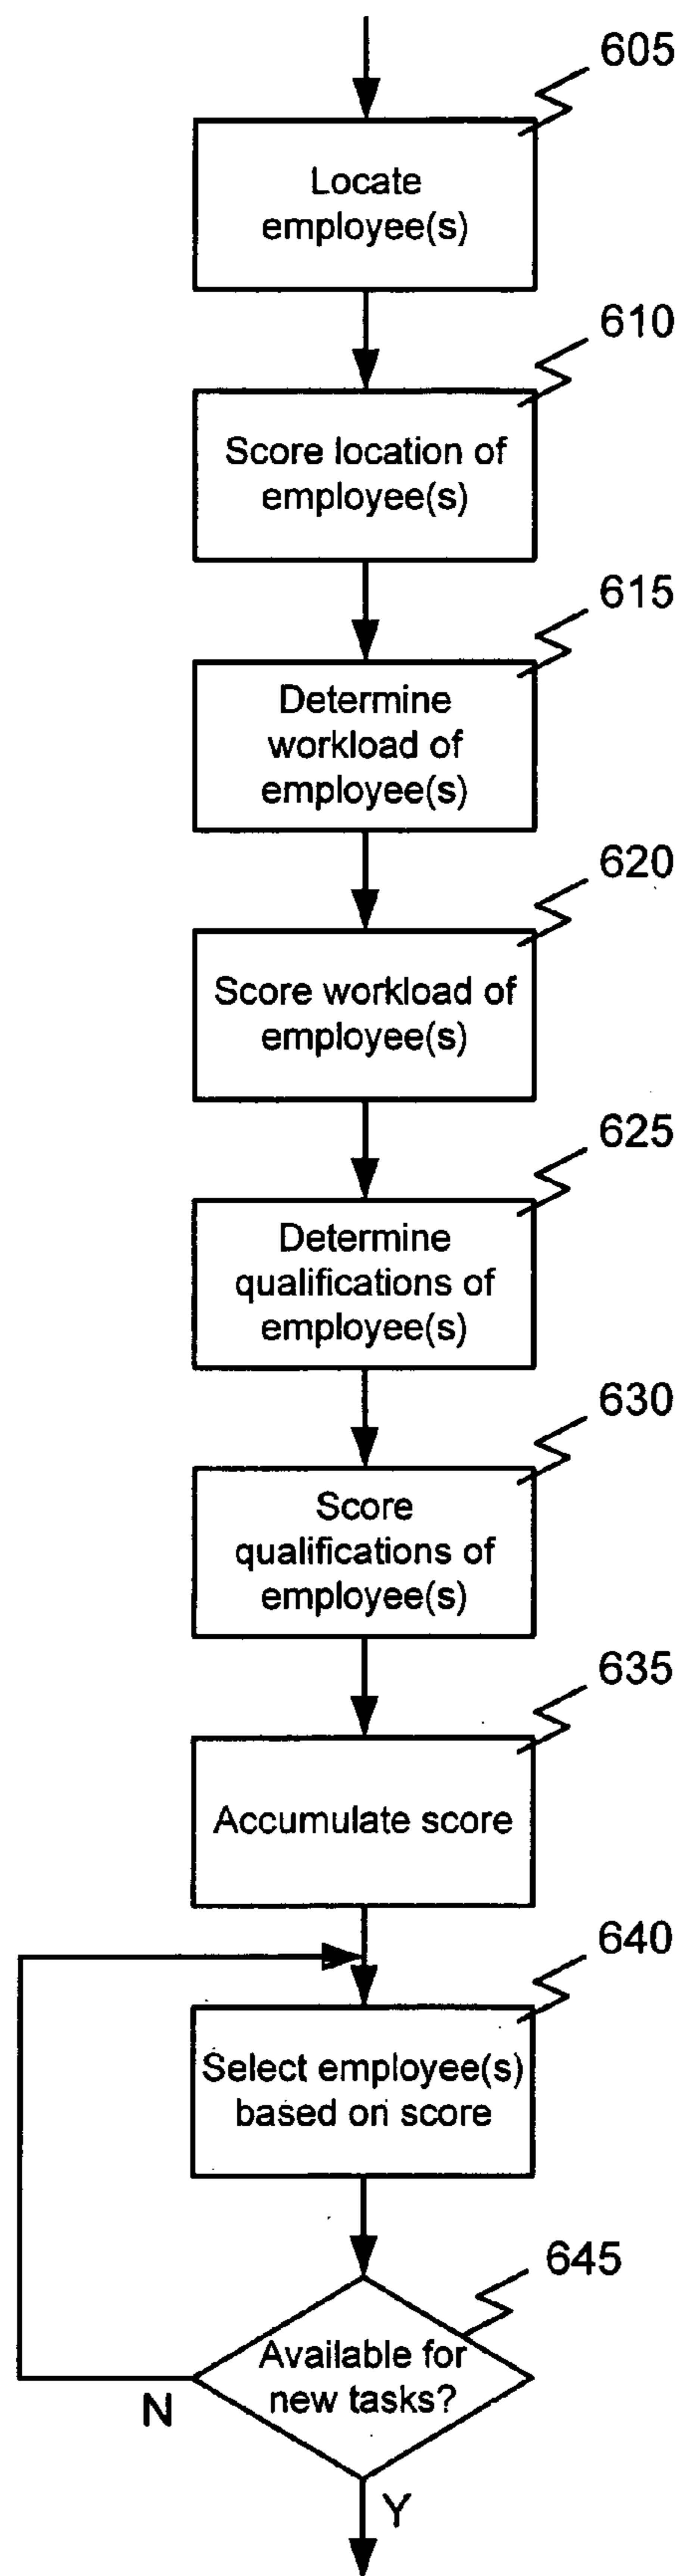 605
Locate
employee(s)
610
Score location of
employee(s)
615
Determine
workload of
employee(s)
620
Score workload of
employee(s)
625
Determine
qualifications of
employee(s)
630
Score
qualifications of
employee(s)
635
Accumulate score
640
Select employee(s)
based on score
645
Available for
new tasks?
N
Y